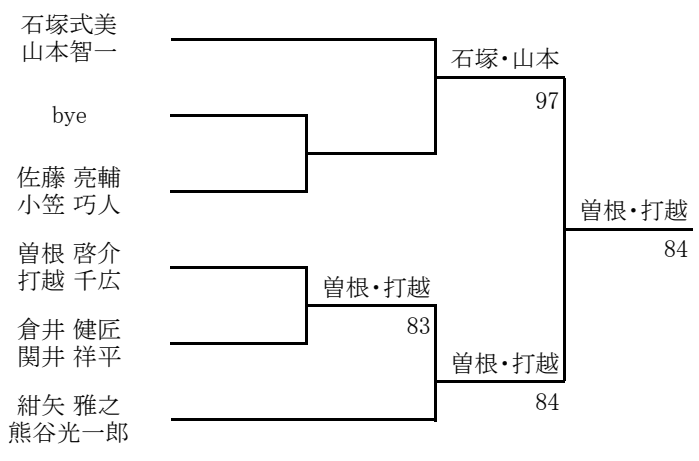 石塚式美
山本智一
石塚・山本
97
bye
佐藤 亮輔
小笠 巧人
曽根・打越
84
曽根 啓介
打越 千広
曽根・打越
83
倉井 健匠
関井 祥平
曽根・打越
84
紺矢 雅之
熊谷光一郎